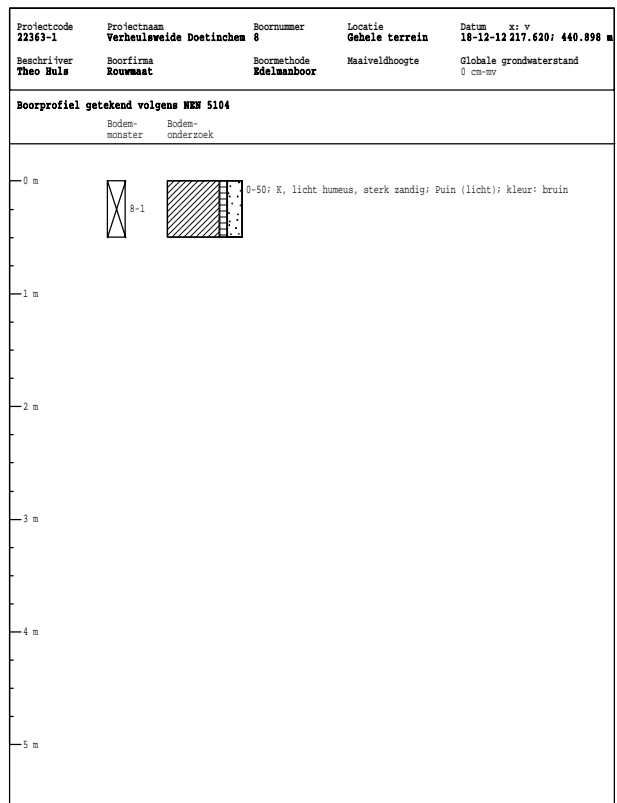 Projectcode Projectnaam Boornummer Locatie Datum x: y
22363-1 Verheulsweide Doetinchem 8 Gehele terrein 18-12-12 217.620; 440.898 m
Beschrijver Boorfirma Boormethode Maaiveldhoogte Globale grondwaterstand
Theo Huls Rouwmaat Edelmanboor 0 cm-mv
Boorprofiel getekend volgens NEN 5104
Bodem- Bodem-
monster onderzoek
0 m
0-50; K, licht humeus, sterk zandig; Puin (licht); kleur: bruin
8-1
1 m
2 m
3 m
4 m
5 m